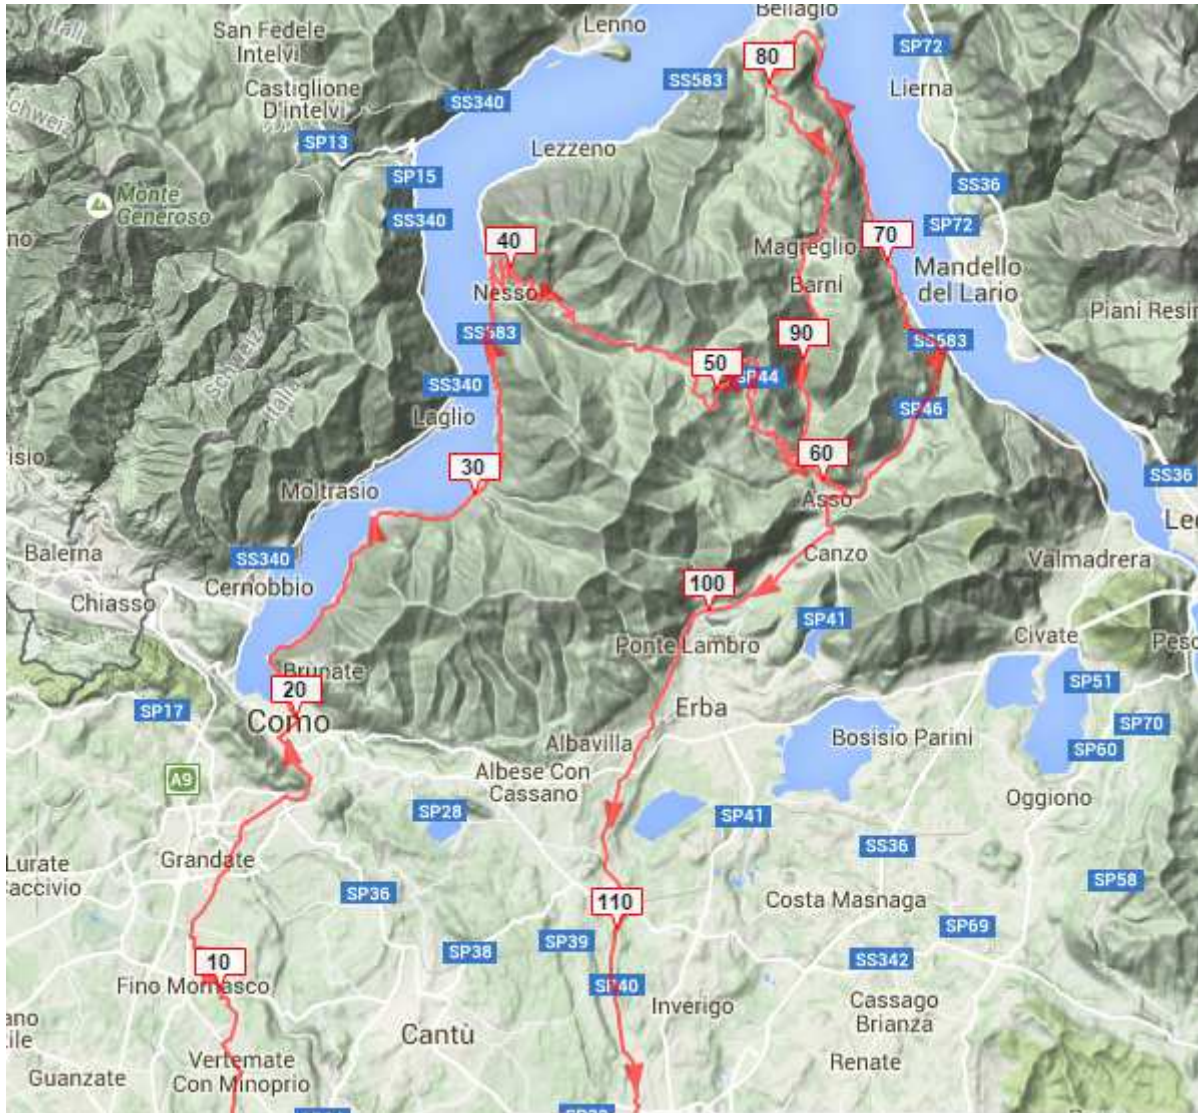 Italia
San Fedele
Intelvi
Lenno
Bellagio
80
SP72
Schweiz
Castiglione
D'intelvi
SS340
SS583
Lierna
SP13
Lezzeno
SP15
SS36
Monte
Generoso
SS340
SP72
40
Magreglio
70
Mandello
del Lario
Nesso
Barni
Piani Resin
SS583
90
SS583
Schweiz
Italia
SS340
50
SP44
SP46
Laglio
60
30
SS36
Moltrasio
Asso
Balerna
SS340
Canzo
Valmadrera
Cernobbio
100
Chiasso
SP41
Ponte Lambro
Civate
Brunate
20
SP51
SP17
Como
Erba
SP70
Albavilla
Bosisio Parini
SP60
Albese Con
Cassano
A9
Oggiono
SP28
SP41
SS36
Grandate
Lurate
Caccivio
SP36
SP58
110
Costa Masnaga
SP69
SP39
SP38
10
SS342
Fino Mornasco
SP40
Inverigo
Cassago
Brianza
Cantù
Vertemate
Con Minoprio
Renate
Guanzate